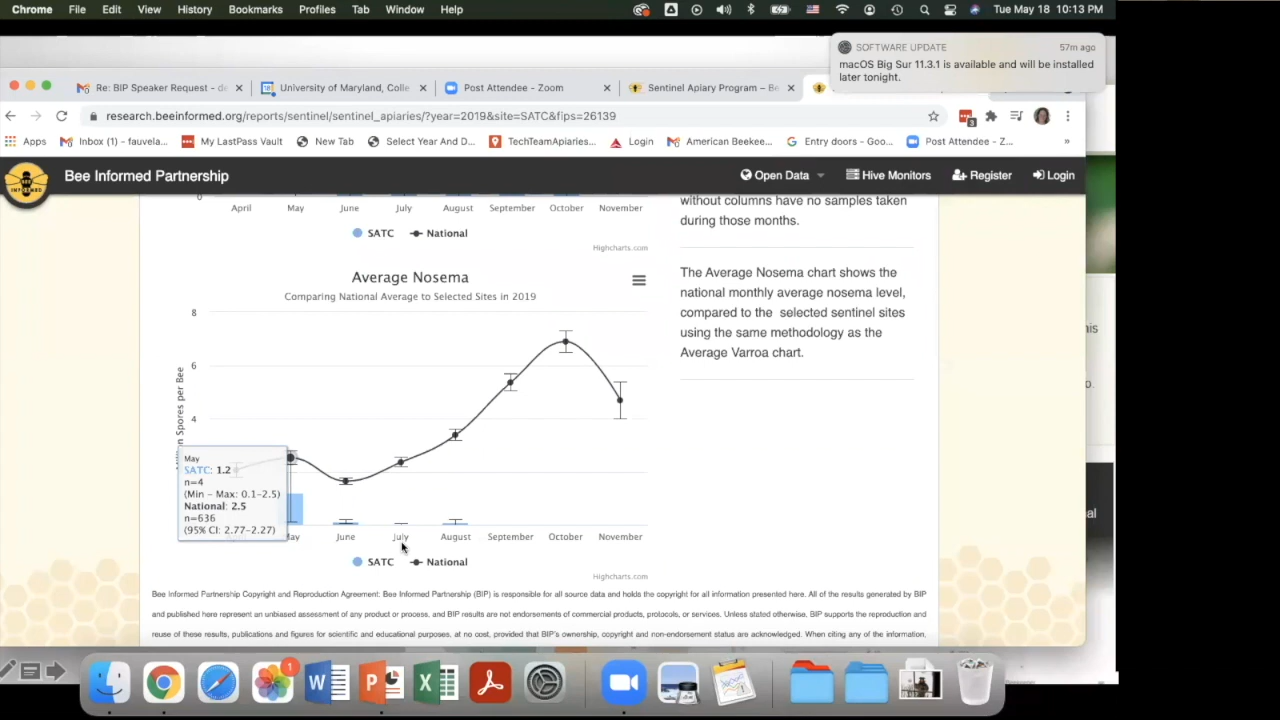 Chrome File Edit View History Bookmarks Profiles Tab Window Help Tue May 18 10:13 PM
SOFTWARE UPDATE 57m ago
macOS Big Sur 11.3.1 is available and will be installed
later tonight.
Re: BIP Speaker Request - de
University of Maryland, Colle
Post Attendee - Zoom
Sentinel Apiary Program – Be
research.beeinformed.org/reports/sentinel/sentinel_apiaries/?year=2019&site=SATC&fips=26139
3
Apps Inbox (1) - fauvela... My LastPass Vault New Tab Select Year And D... TechTeamApiaries... Login American Beekee... Entry doors - Goo... Post Attendee - Z... »
BEE INFORMED
Bee Informed Partnership Open Data Hive Monitors Register Login
0
April May June July August September October November
SATC National
Highcharts.com
without columns have no samples taken
during those months.
Average Nosema
Comparing National Average to Selected Sites in 2019
8
6
4
Spores per Bee
May
SATC: 1.2
n=4
(Min – Max: 0.1–2.5)
National: 2.5
n=636
(95% CI: 2.77–2.27)
May June July August September October November
SATC National
Highcharts.com
The Average Nosema chart shows the
national monthly average nosema level,
compared to the selected sentinel sites
using the same methodology as the
Average Varroa chart.
Bee Informed Partnership Copyright and Reproduction Agreement: Bee Informed Partnership (BIP) is responsible for all source data and holds the copyright for all information presented here. All of the results generated by BIP
and published here represent an unbiased assessment of any product or process, and BIP results are not endorsements of commercial products, protocols, or services. Unless stated otherwise, BIP supports the reproduction and
reuse of these results, publications and figures for scientific and educational purposes, at no cost, provided that BIP's ownership, copyright and non-endorsement status are acknowledged. When citing any of the information,
1
W
P
X